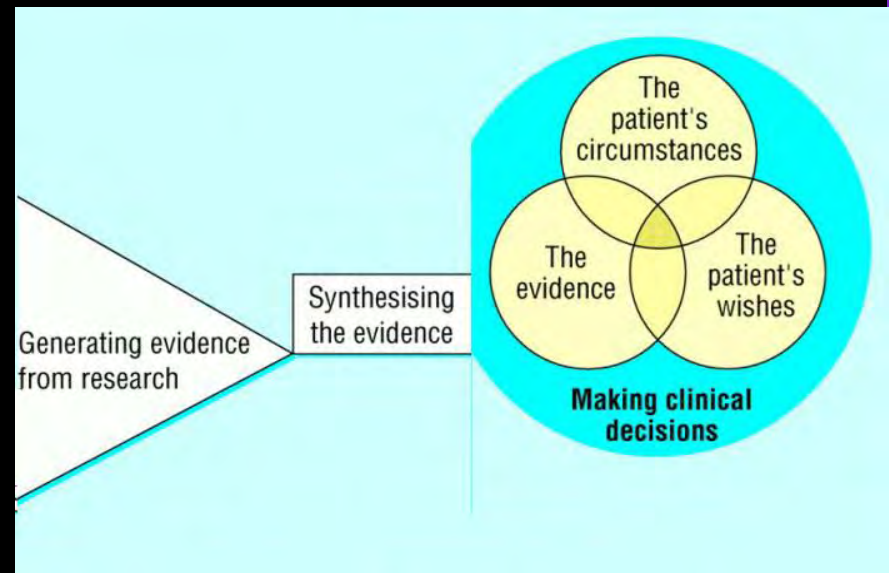 Generating evidence
from research
Synthesising
the evidence
The
patient's
circumstances
The
evidence
The
patient's
wishes
Making clinical
decisions